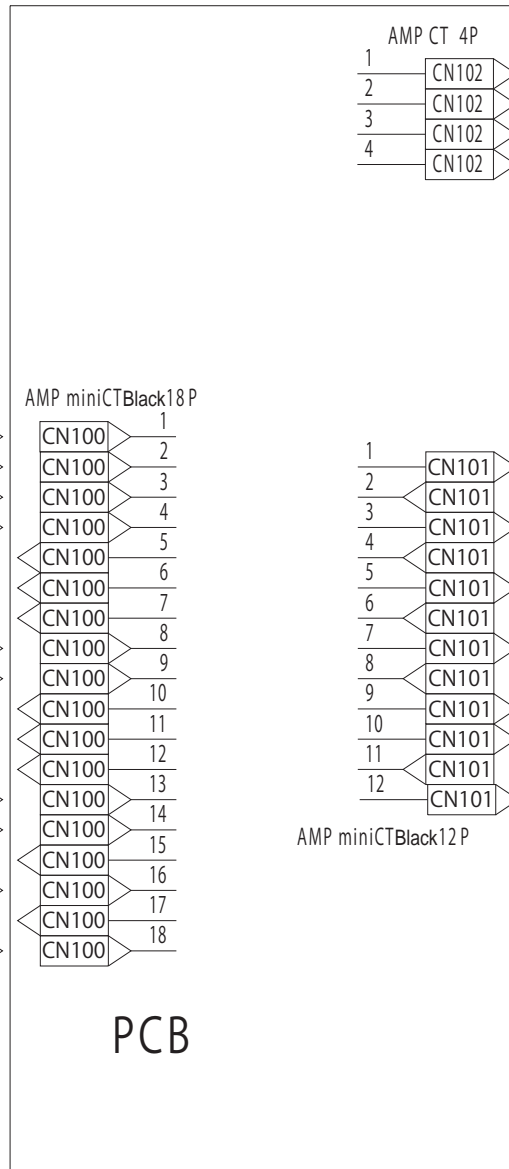 AMP CT 4P
1 CN102
2 CN102
3 CN102
4 CN102
AMP miniCTBlack18P
CN100 1
CN100 2
CN100 3
CN100 4
CN100 5
CN100 6
CN100 7
CN100 8
CN100 9
CN100 10
CN100 11
CN100 12
CN100 13
CN100 14
CN100 15
CN100 16
CN100 17
CN100 18
1 CN101
2 CN101
3 CN101
4 CN101
5 CN101
6 CN101
7 CN101
8 CN101
9 CN101
10 CN101
11 CN101
12 CN101
AMP miniCTBlack12P
PCB